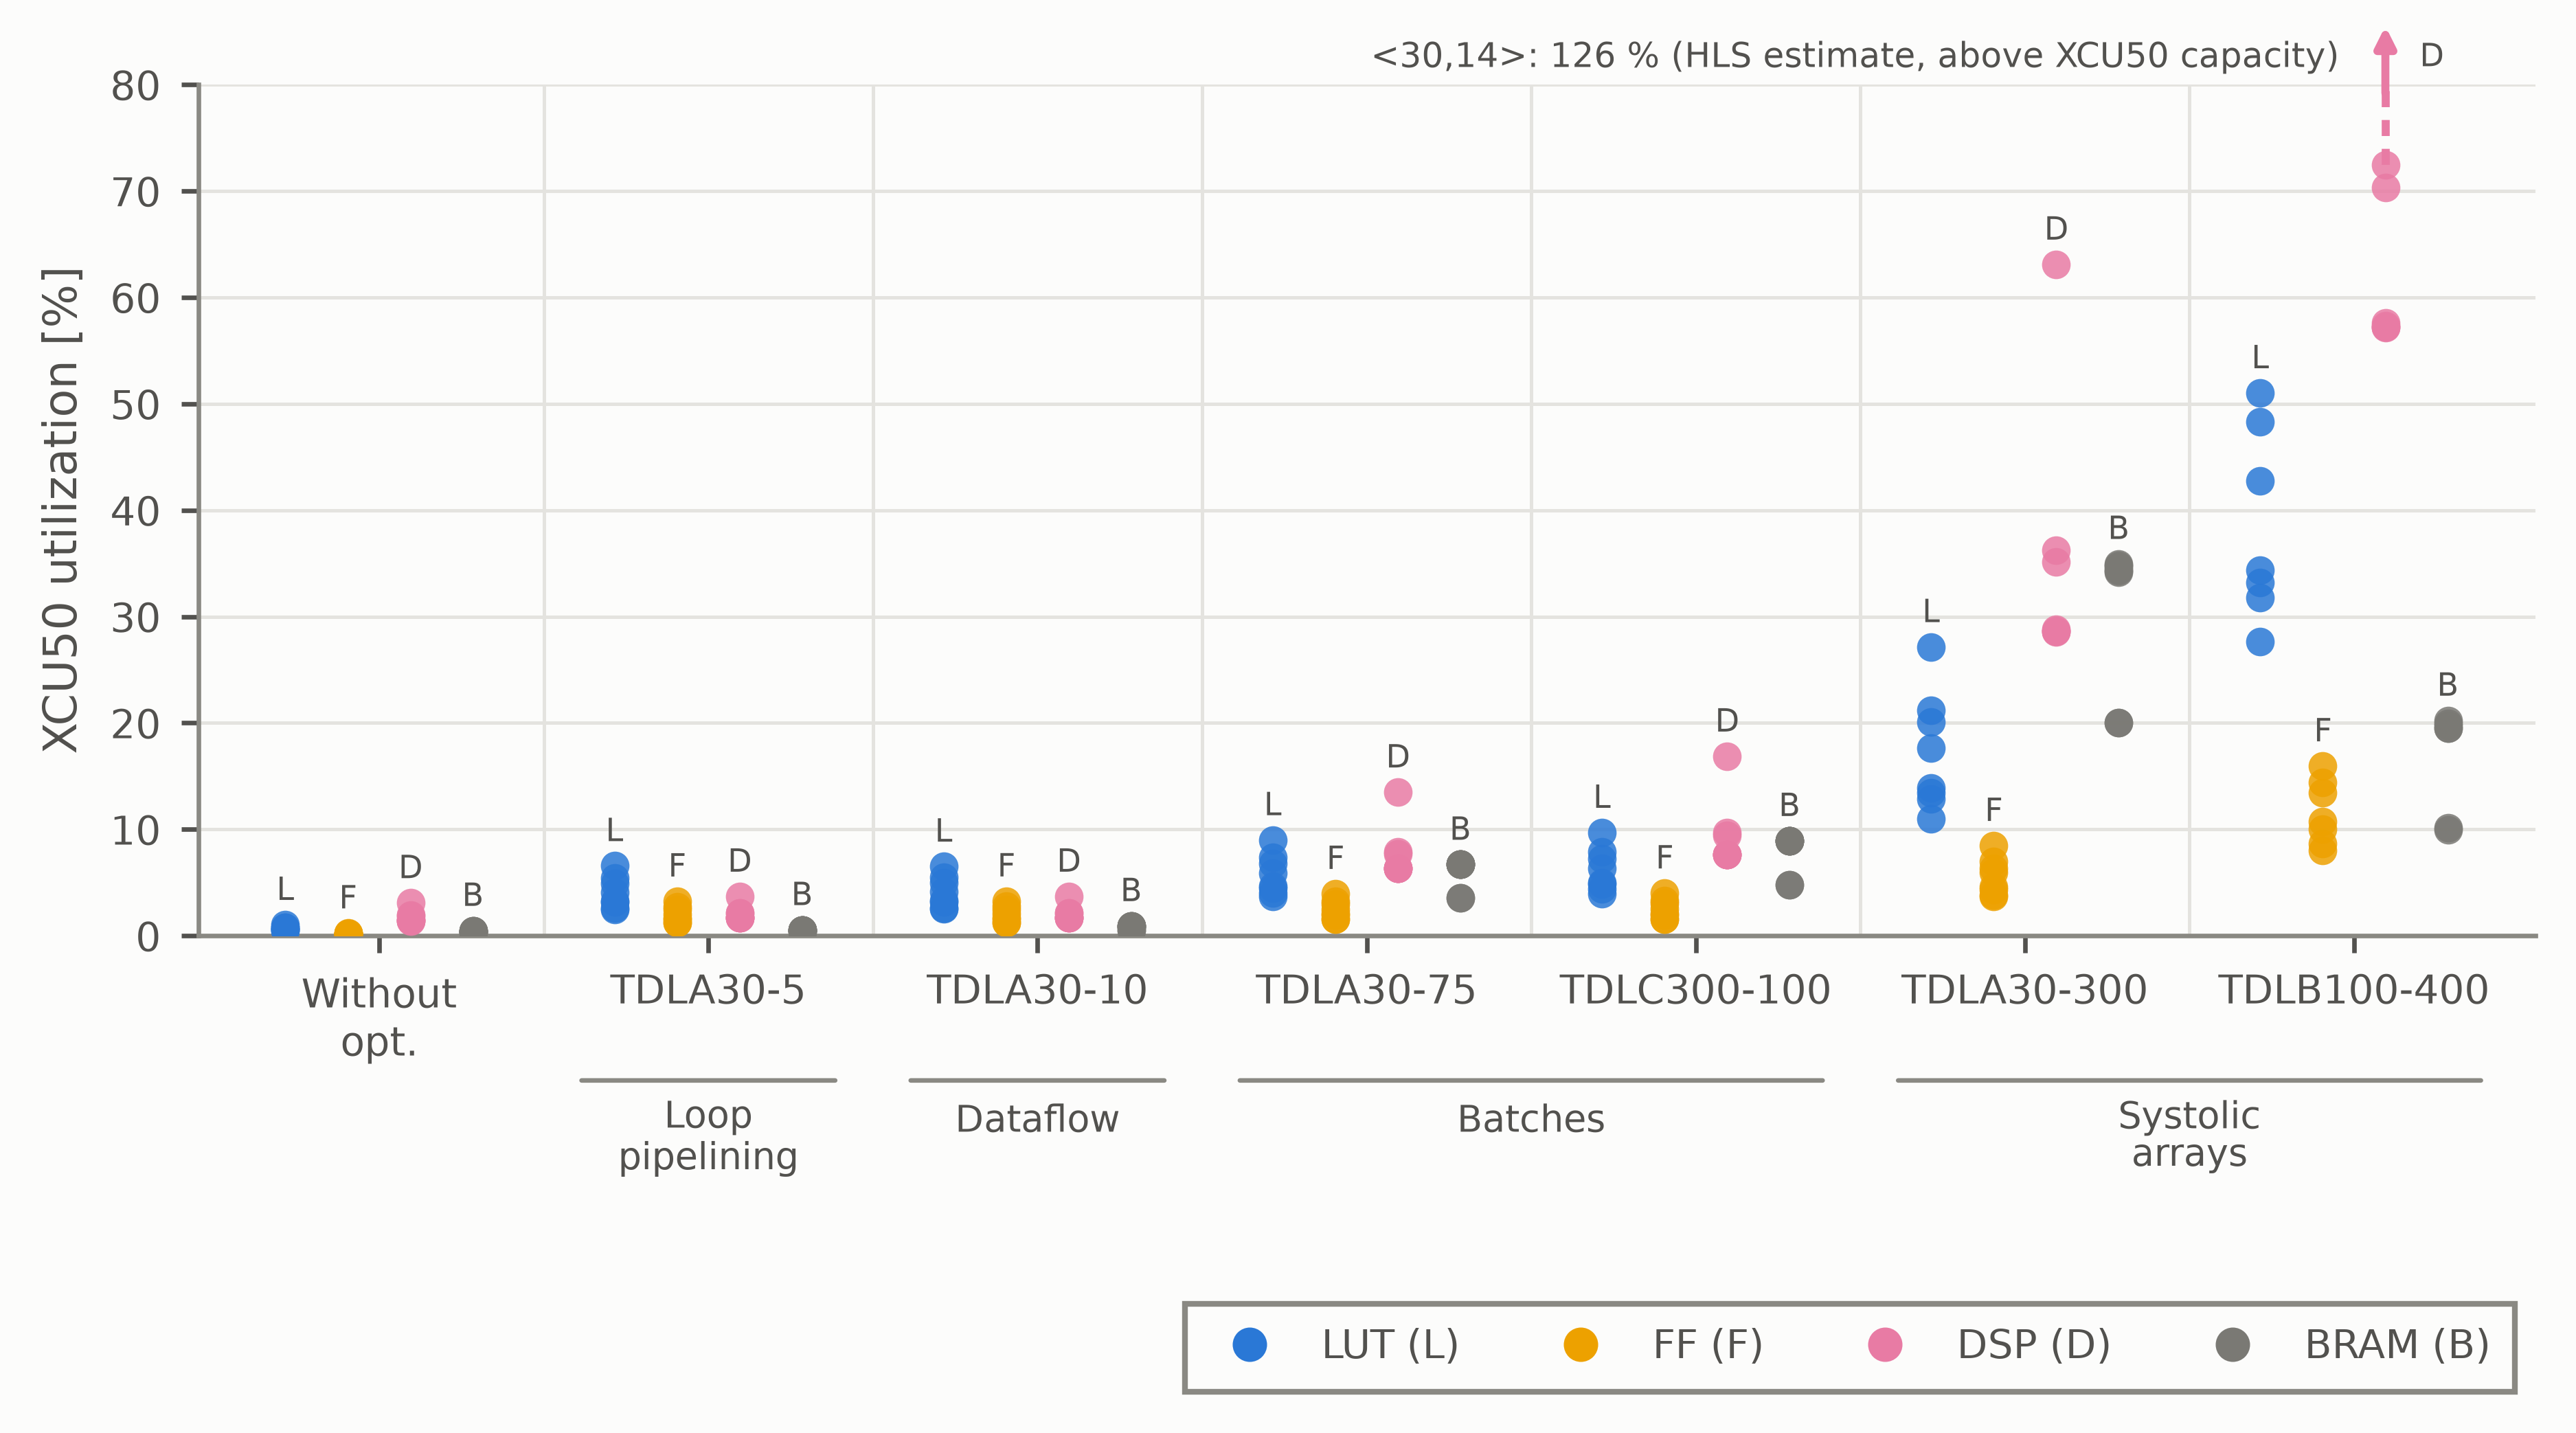 <30,14>: 126 % (HLS estimate, above XCU50 capacity) D
XCU50 utilization [%]
80
70
60
50
40
30
20
10
0
L F D B
L F D B
L F D B
L F D B
L F D B
L F D B
L F B
Without
opt.
TDLA30-5 TDLA30-10 TDLA30-75 TDLC300-100 TDLA30-300 TDLB100-400
Loop
pipelining
Dataflow
Batches
Systolic
arrays
LUT (L) FF (F) DSP (D) BRAM (B)